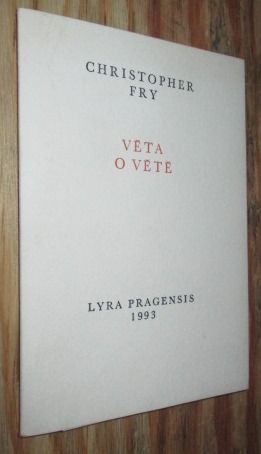 CHRISTOPHER
FRY
VĚTA
O VĚTĚ
LYRA PRAGENSIS
1993